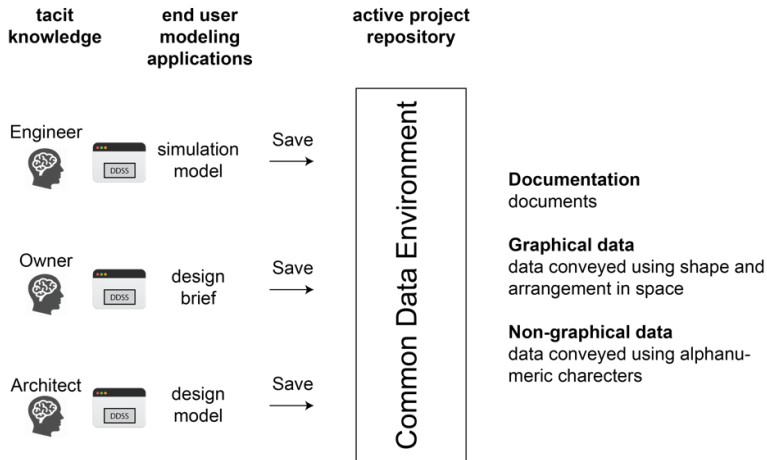 tacit
knowledge
end user
modeling
applications
active project
repository
Engineer
DDSS
simulation
model
Save
Owner
DDSS
design
brief
Save
Architect
DDSS
design
model
Save
Common Data Environment
Documentation
documents
Graphical data
data conveyed using shape and
arrangement in space
Non-graphical data
data conveyed using alphanu-
meric charecters